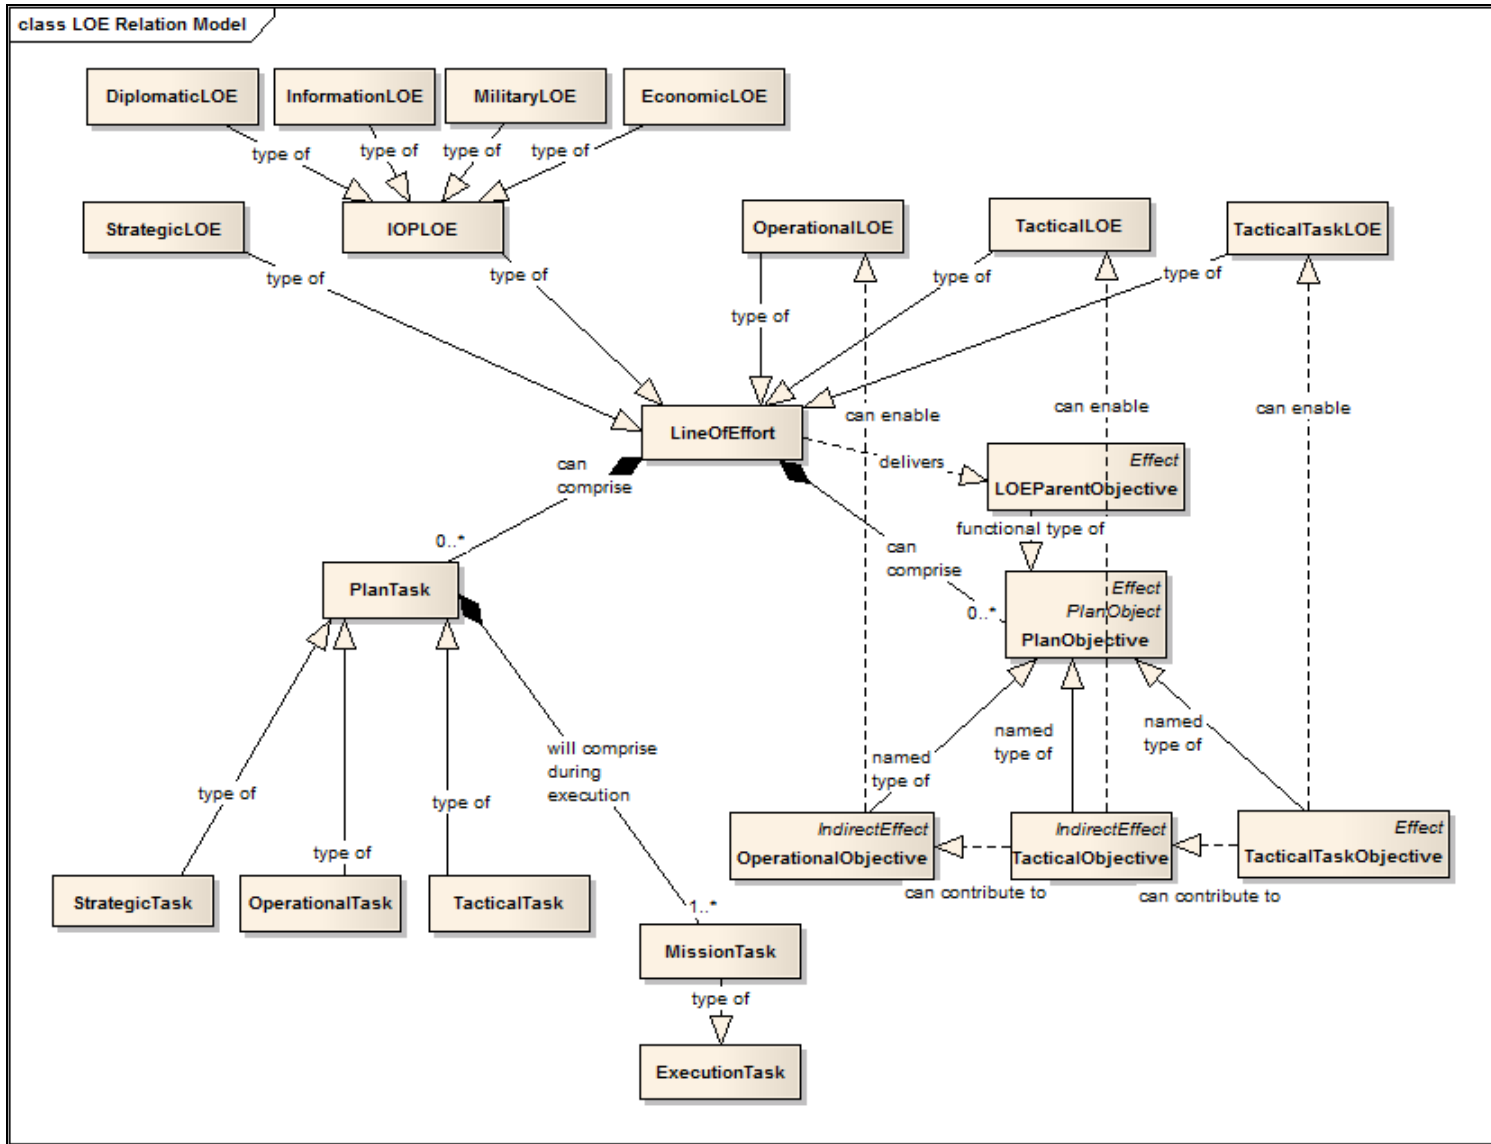 class LOE Relation Model
DiplomaticLOE
InformationLOE
MilitaryLOE
EconomicLOE
type of
type of
type of
type of
StrategicLOE
IOPLOE
OperationalLOE
TacticalLOE
TacticalTaskLOE
type of
type of
type of
type of
type of
can enable
can enable
can enable
LineOfEffort
delivers
Effect
LOEParentObjective
can
comprise
0..*
functional type of
can
comprise
0..*
PlanTask
Effect
PlanObject
PlanObjective
named
type of
named
type of
named
type of
will comprise
during
execution
type of
type of
type of
IndirectEffect
OperationalObjective
IndirectEffect
TacticalObjective
Effect
TacticalTaskObjective
can contribute to
can contribute to
StrategicTask
OperationalTask
TacticalTask
1..*
MissionTask
type of
ExecutionTask